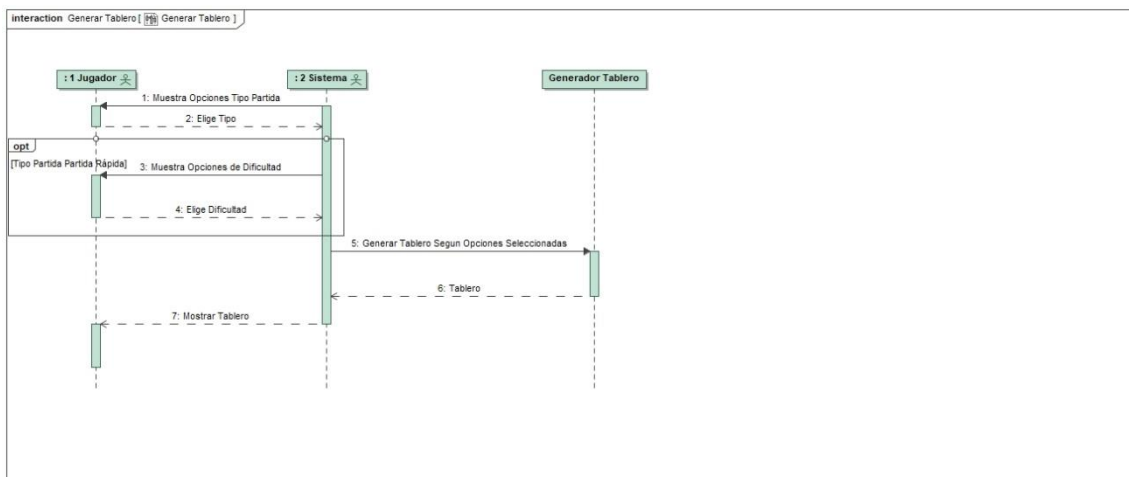 interaction Generar Tablero [ Generar Tablero ]
: 1 Jugador
: 2 Sistema
Generador Tablero
1: Muestra Opciones Tipo Partida
2: Elige Tipo
opt
[Tipo Partida Partida Rápida]
3: Muestra Opciones de Dificultad
4: Elige Dificultad
5: Generar Tablero Segun Opciones Seleccionadas
6: Tablero
7: Mostrar Tablero